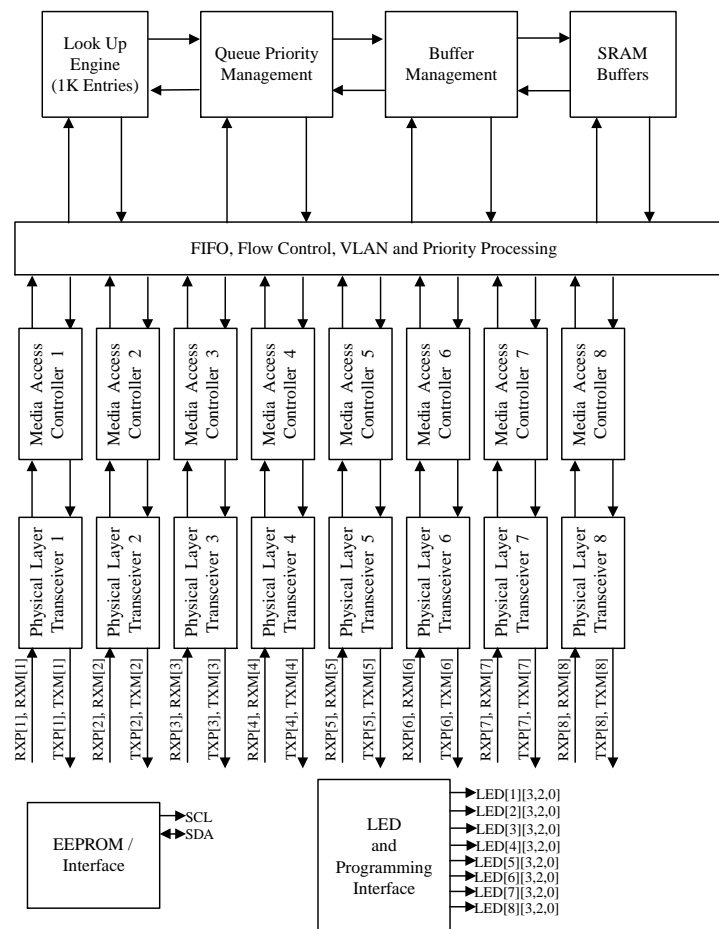 Look Up
Engine
(1K Entries)
Queue Priority
Management
Buffer
Management
SRAM
Buffers
FIFO, Flow Control, VLAN and Priority Processing
Media Access
Controller 1
Media Access
Controller 2
Media Access
Controller 3
Media Access
Controller 4
Media Access
Controller 5
Media Access
Controller 6
Media Access
Controller 7
Media Access
Controller 8
Physical Layer
Transceiver 1
Physical Layer
Transceiver 2
Physical Layer
Transceiver 3
Physical Layer
Transceiver 4
Physical Layer
Transceiver 5
Physical Layer
Transceiver 6
Physical Layer
Transceiver 7
Physical Layer
Transceiver 8
RXP[1], RXM[1]
TXP[1], TXM[1]
RXP[2], RXM[2]
TXP[2], TXM[2]
RXP[3], RXM[3]
TXP[3], TXM[3]
RXP[4], RXM[4]
TXP[4], TXM[4]
RXP[5], RXM[5]
TXP[5], TXM[5]
RXP[6], RXM[6]
TXP[6], TXM[6]
RXP[7], RXM[7]
TXP[7], TXM[7]
RXP[8], RXM[8]
TXP[8], TXM[8]
EEPROM /
Interface
SCL
SDA
LED
and
Programming
Interface
LED[1][3,2,0]
LED[2][3,2,0]
LED[3][3,2,0]
LED[4][3,2,0]
LED[5][3,2,0]
LED[6][3,2,0]
LED[7][3,2,0]
LED[8][3,2,0]